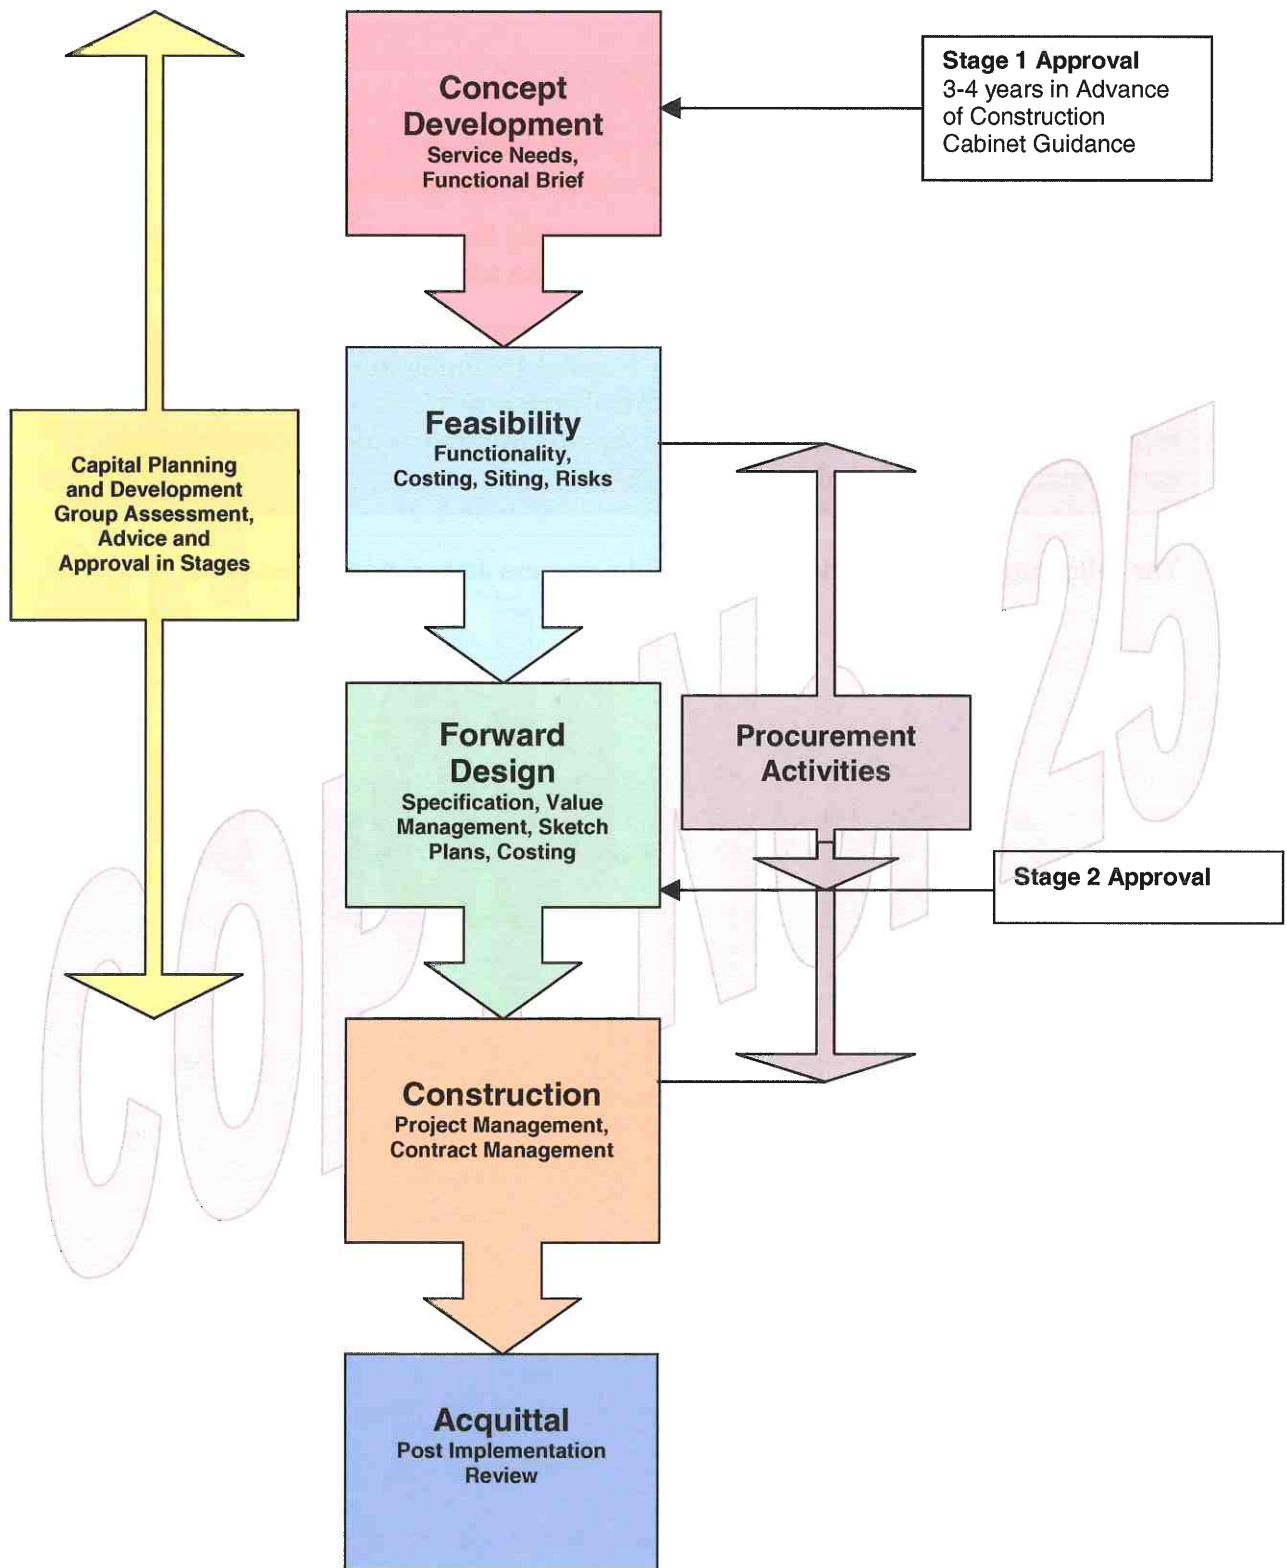 Concept
Development
Service Needs,
Functional Brief
Stage 1 Approval
3-4 years in Advance
of Construction
Cabinet Guidance
Feasibility
Functionality,
Costing, Siting, Risks
Capital Planning
and Development
Group Assessment,
Advice and
Approval in Stages
Forward
Design
Specification, Value
Management, Sketch
Plans, Costing
Procurement
Activities
Stage 2 Approval
Construction
Project Management,
Contract Management
Acquittal
Post Implementation
Review
COPY No. 25